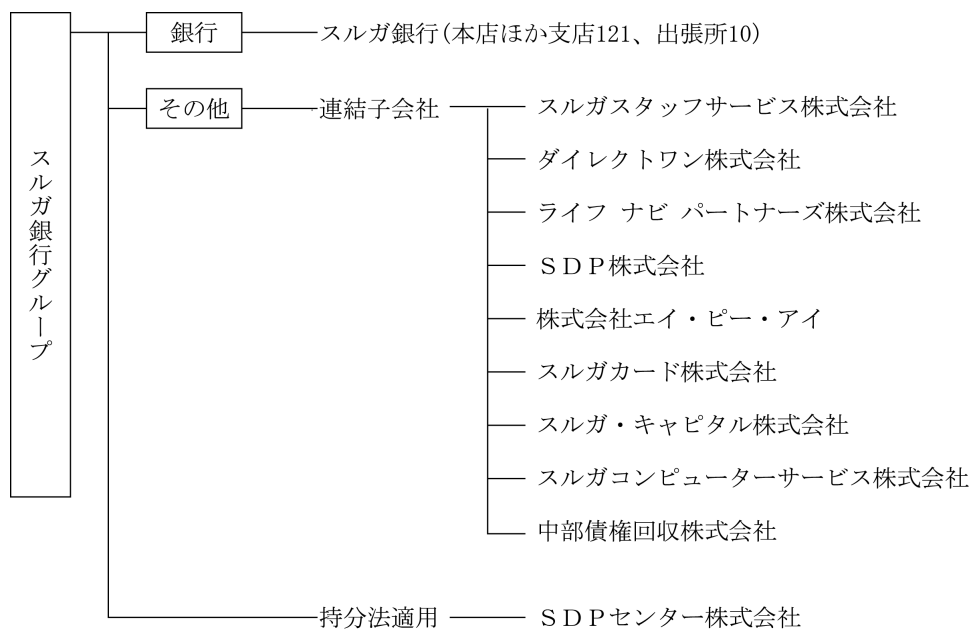 スルガ銀行グループ
銀行
スルガ銀行(本店ほか支店121、出張所10)
その他
連結子会社
スルガスタッフサービス株式会社
ダイレクトワン株式会社
ライフ ナビ パートナーズ株式会社
ＳＤＰ株式会社
株式会社エイ・ピー・アイ
スルガカード株式会社
スルガ・キャピタル株式会社
スルガコンピューターサービス株式会社
中部債権回収株式会社
持分法適用
ＳＤＰセンター株式会社